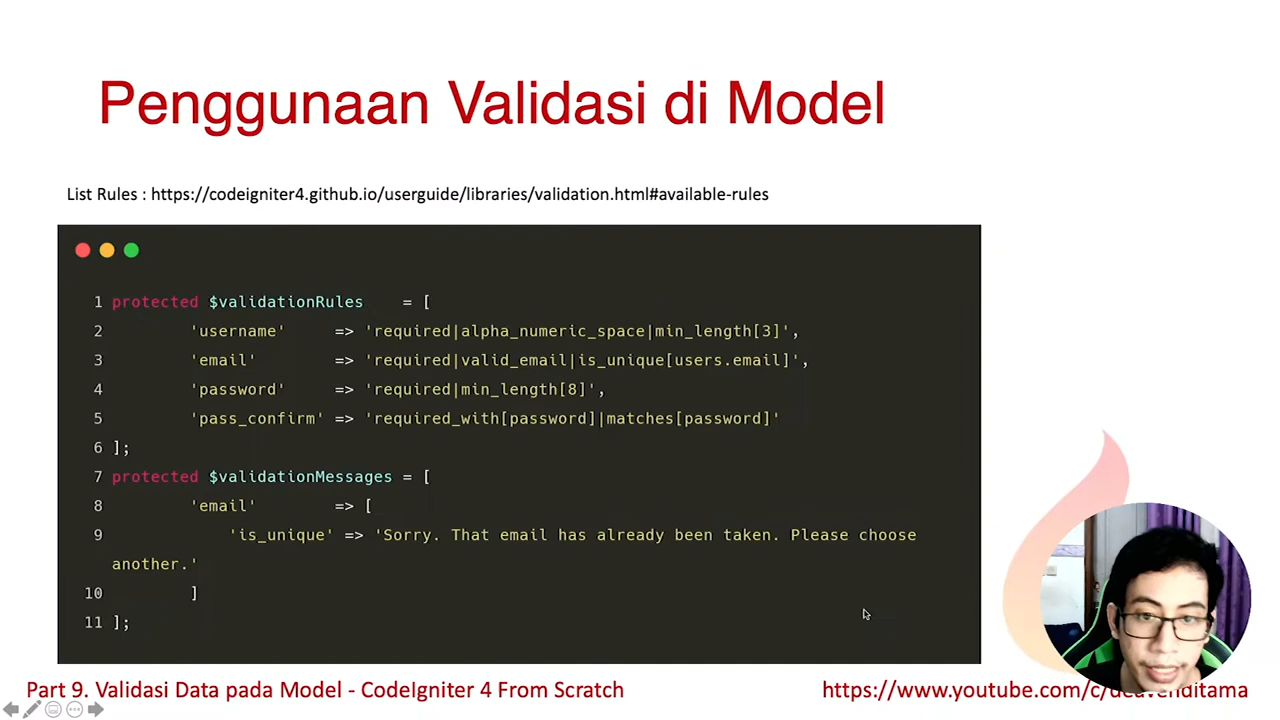 Penggunaan Validasi di Model
List Rules : https://codeigniter4.github.io/userguide/libraries/validation.html#available-rules
1 protected $validationRules    = [
2         'username'     => 'required|alpha_numeric_space|min_length[3]',
3         'email'        => 'required|valid_email|is_unique[users.email]',
4         'password'     => 'required|min_length[8]',
5         'pass_confirm' => 'required_with[password]|matches[password]'
6 ];
7 protected $validationMessages = [
8         'email'        => [
9             'is_unique' => 'Sorry. That email has already been taken. Please choose
another.'
10         ]
11 ];
Part 9. Validasi Data pada Model - CodeIgniter 4 From Scratch
https://www.youtube.com/c/deavenditama